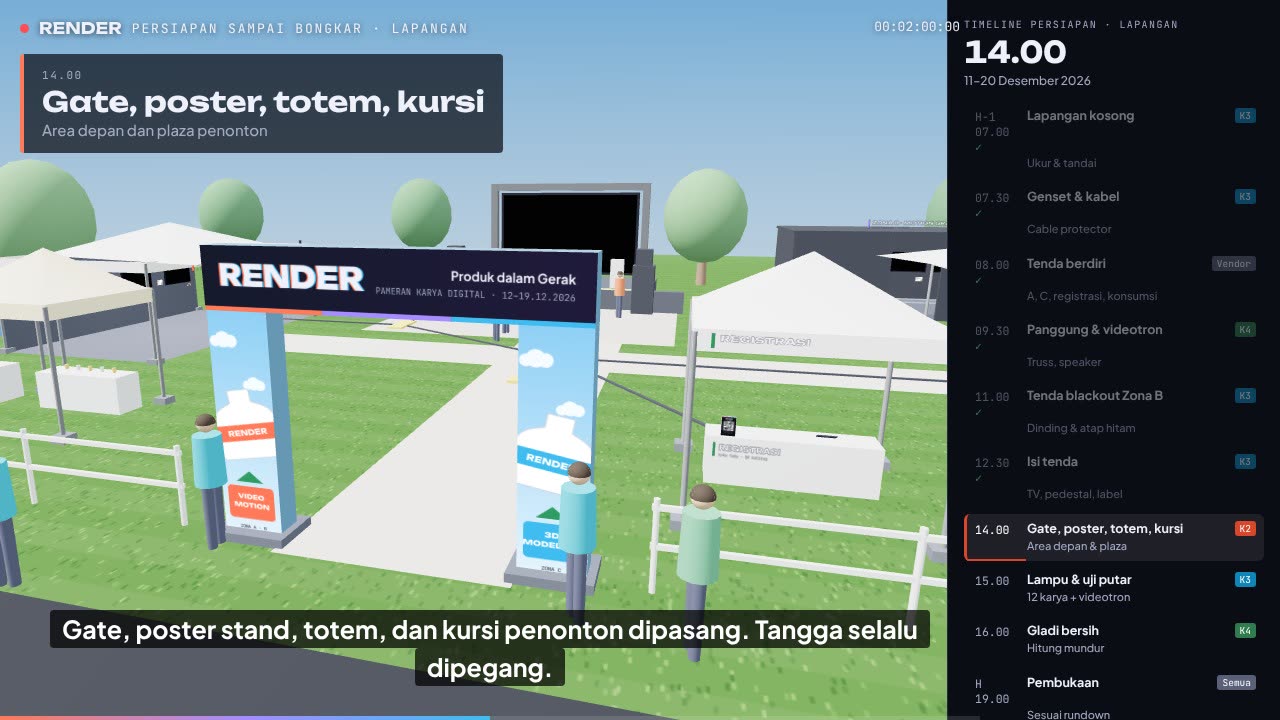 RENDER PERSIAPAN SAMPAI BONGKAR · LAPANGAN
00:02:00:00
14.00
Gate, poster, totem, kursi
Area depan dan plaza penonton
RENDER
Produk dalam Gerak
PAMERAN KARYA DIGITAL · 12–19.12.2026
REGISTRASI
REGISTRASI
RENDER
VIDEO
MOTION
ZONA A · B
RENDER
3D
ZONA C
Gate, poster stand, totem, dan kursi penonton dipasang. Tangga selalu
dipegang.
TIMELINE PERSIAPAN · LAPANGAN
14.00
11–20 Desember 2026
H-1
07.00
✓
Lapangan kosong
K3
Ukur & tandai
07.30
✓
Genset & kabel
K3
Cable protector
08.00
✓
Tenda berdiri
Vendor
A, C, registrasi, konsumsi
09.30
✓
Panggung & videotron
K4
Truss, speaker
11.00
✓
Tenda blackout Zona B
K3
Dinding & atap hitam
12.30
✓
Isi tenda
K3
TV, pedestal, label
14.00
Gate, poster, totem, kursi
K2
Area depan & plaza
15.00
Lampu & uji putar
K3
12 karya + videotron
16.00
Gladi bersih
K4
Hitung mundur
H
19.00
Pembukaan
Semua
Sesuai rundown